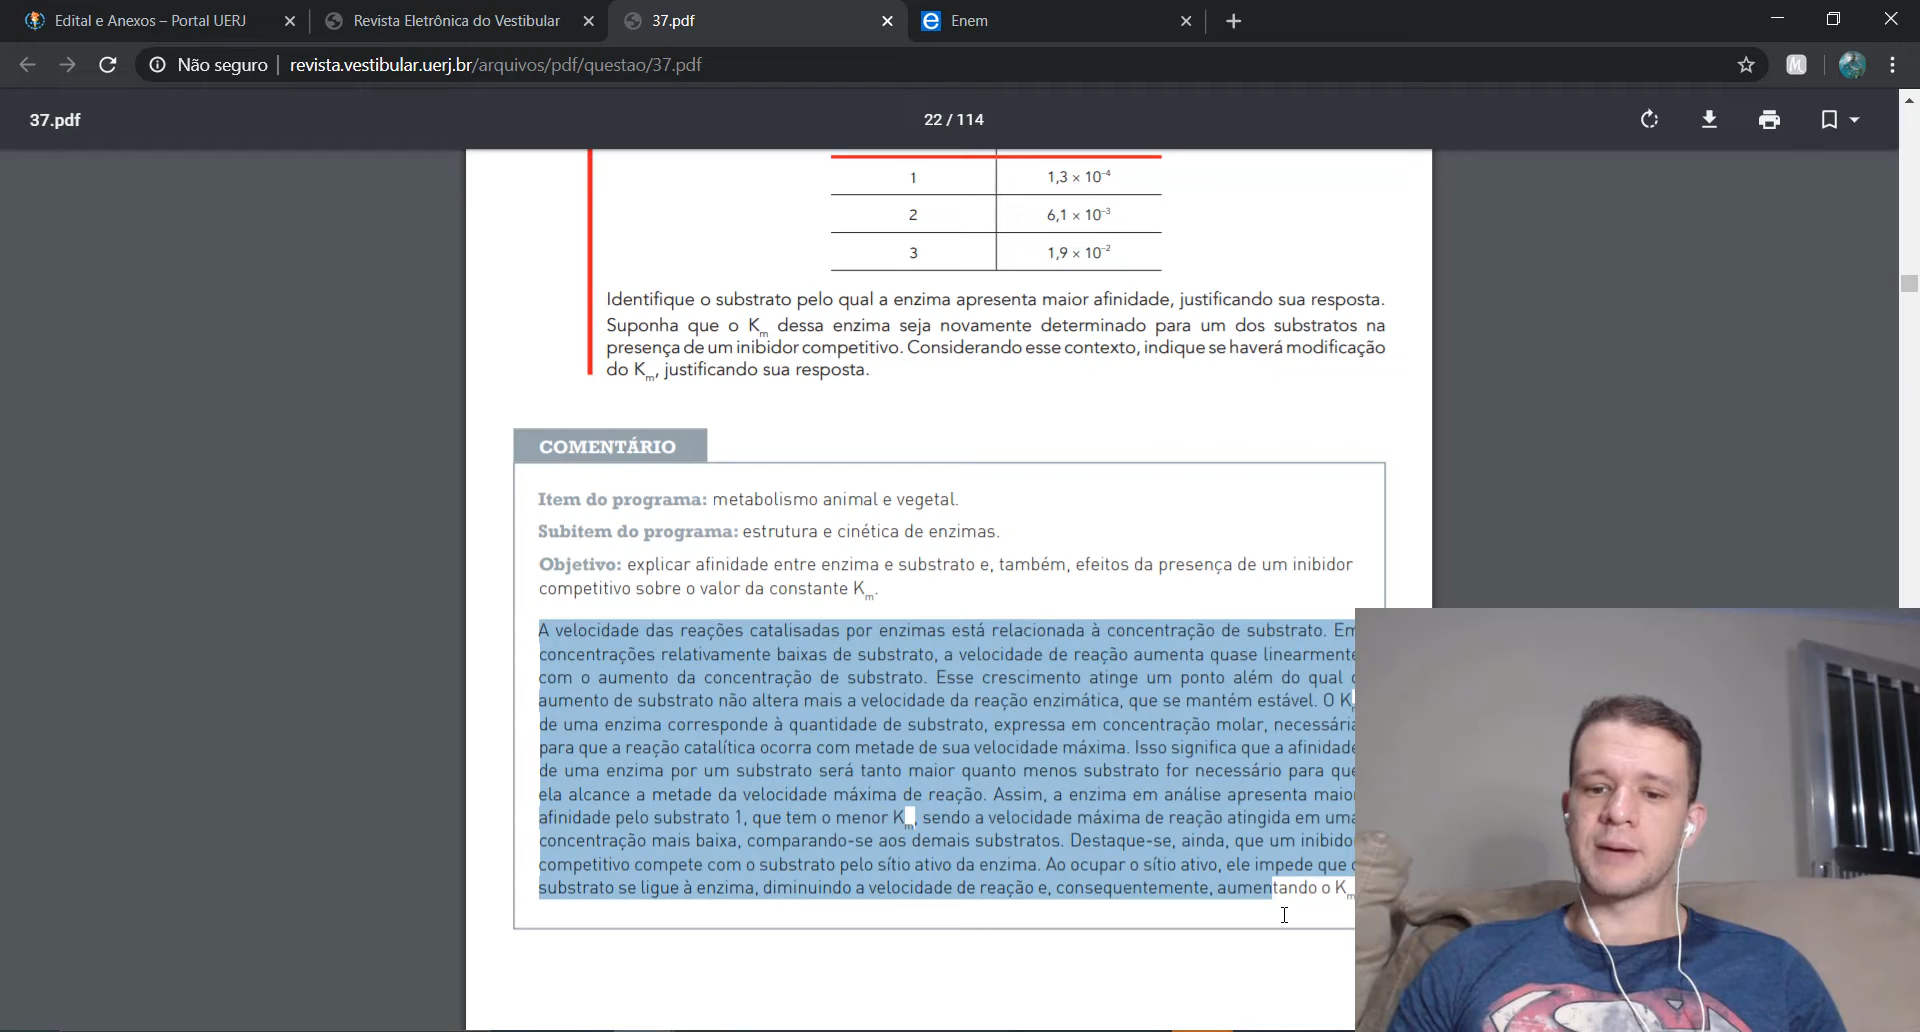 Edital e Anexos – Portal UERJ
Revista Eletrônica do Vestibular
37.pdf
Enem
Não seguro
revista.vestibular.uerj.br/arquivos/pdf/questao/37.pdf
37.pdf
22 / 114
1 1,3 × 10⁻⁴
2 6,1 × 10⁻³
3 1,9 × 10⁻²
Identifique o substrato pelo qual a enzima apresenta maior afinidade, justificando sua resposta.
Suponha que o Km dessa enzima seja novamente determinado para um dos substratos na
presença de um inibidor competitivo. Considerando esse contexto, indique se haverá modificação
do Km, justificando sua resposta.
COMENTÁRIO
Item do programa: metabolismo animal e vegetal.
Subitem do programa: estrutura e cinética de enzimas.
Objetivo: explicar afinidade entre enzima e substrato e, também, efeitos da presença de um inibidor
competitivo sobre o valor da constante Km.
A velocidade das reações catalisadas por enzimas está relacionada à concentração de substrato. Em
concentrações relativamente baixas de substrato, a velocidade de reação aumenta quase linearmente
com o aumento da concentração de substrato. Esse crescimento atinge um ponto além do qual
aumento de substrato não altera mais a velocidade da reação enzimática, que se mantém estável. O K
de uma enzima corresponde à quantidade de substrato, expressa em concentração molar, necessária
para que a reação catalítica ocorra com metade de sua velocidade máxima. Isso significa que a afinidade
de uma enzima por um substrato será tanto maior quanto menos substrato for necessário para que
ela alcance a metade da velocidade máxima de reação. Assim, a enzima em análise apresenta maior
afinidade pelo substrato 1, que tem o menor Km, sendo a velocidade máxima de reação atingida em uma
concentração mais baixa, comparando-se aos demais substratos. Destaque-se, ainda, que um inibidor
competitivo compete com o substrato pelo sítio ativo da enzima. Ao ocupar o sítio ativo, ele impede que
substrato se ligue à enzima, diminuindo a velocidade de reação e, consequentemente, aumentando o Km